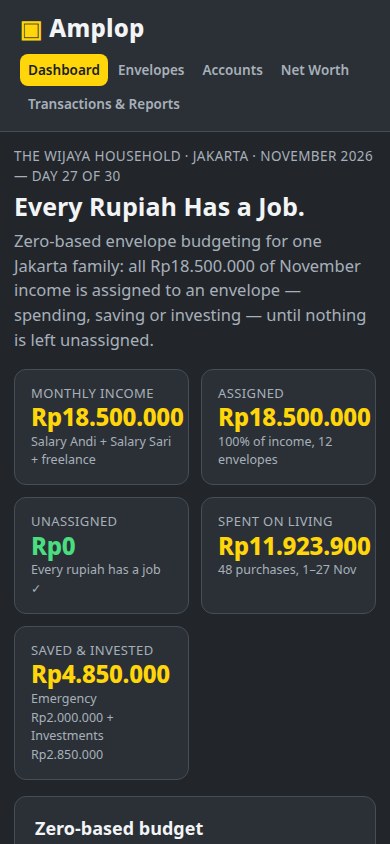 Amplop
Dashboard Envelopes Accounts Net Worth
Transactions & Reports
THE WIJAYA HOUSEHOLD · JAKARTA · NOVEMBER 2026
— DAY 27 OF 30
Every Rupiah Has a Job.
Zero-based envelope budgeting for one
Jakarta family: all Rp18.500.000 of November
income is assigned to an envelope —
spending, saving or investing — until nothing
is left unassigned.
MONTHLY INCOME
Rp18.500.000
Salary Andi + Salary Sari
+ freelance
ASSIGNED
Rp18.500.000
100% of income, 12
envelopes
UNASSIGNED
Rp0
Every rupiah has a job
✓
SPENT ON LIVING
Rp11.923.900
48 purchases, 1–27 Nov
SAVED & INVESTED
Rp4.850.000
Emergency
Rp2.000.000 +
Investments
Rp2.850.000
Zero-based budget